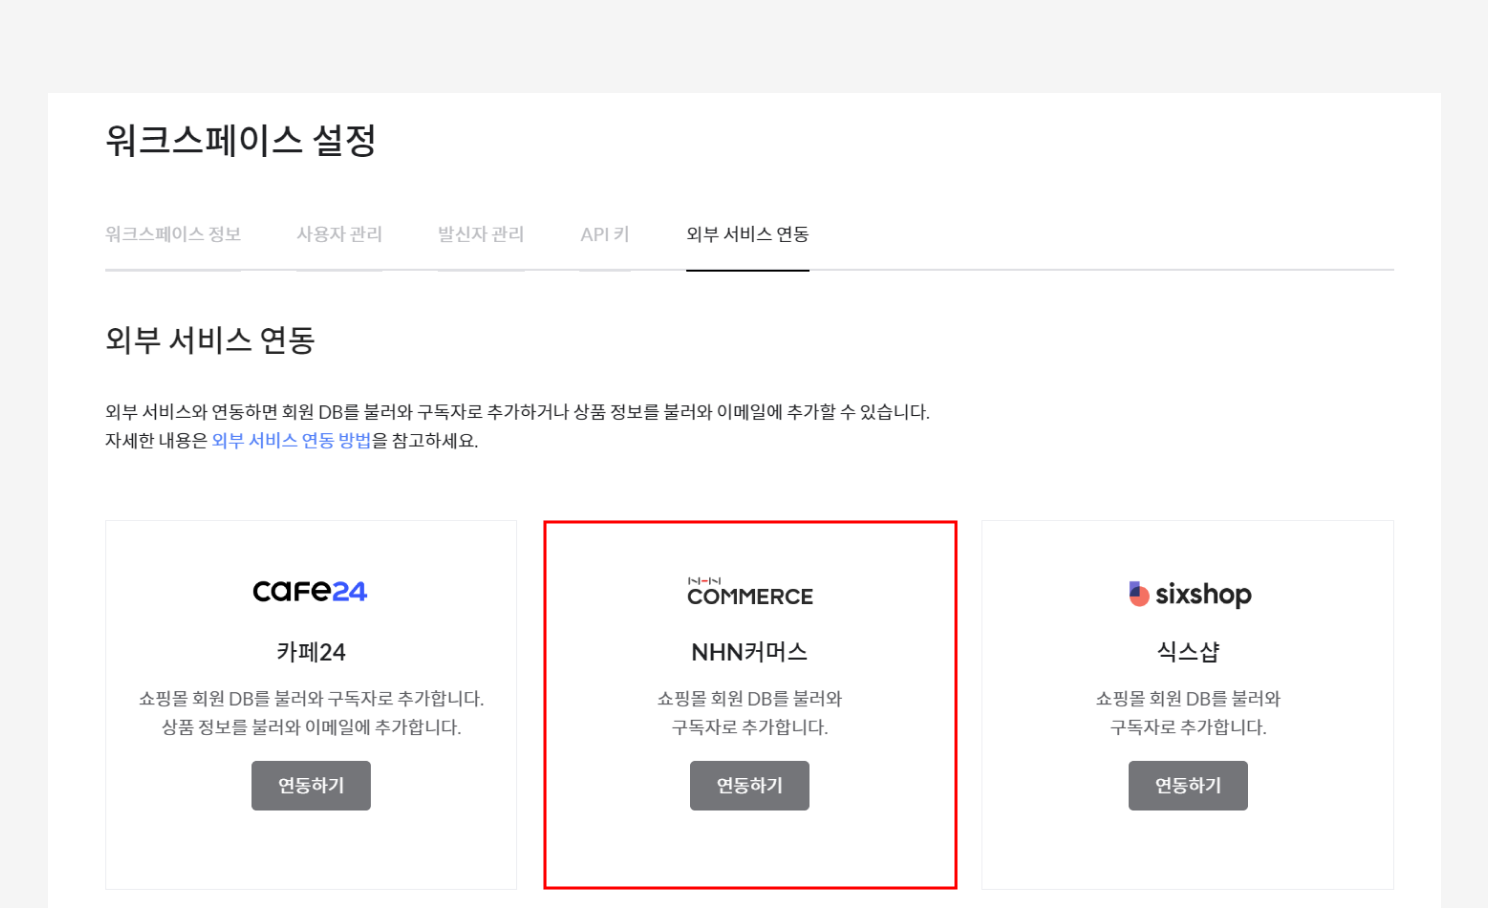 워크스페이스 설정
워크스페이스 정보 사용자 관리 발신자 관리 API 키 외부 서비스 연동
외부 서비스 연동
외부 서비스와 연동하면 회원 DB를 불러와 구독자로 추가하거나 상품 정보를 불러와 이메일에 추가할 수 있습니다.
자세한 내용은 외부 서비스 연동 방법을 참고하세요.
cafe24
카페24
쇼핑몰 회원 DB를 불러와 구독자로 추가합니다.
상품 정보를 불러와 이메일에 추가합니다.
연동하기
NHN
COMMERCE
NHN커머스
쇼핑몰 회원 DB를 불러와
구독자로 추가합니다.
연동하기
sixshop
식스샵
쇼핑몰 회원 DB를 불러와
구독자로 추가합니다.
연동하기